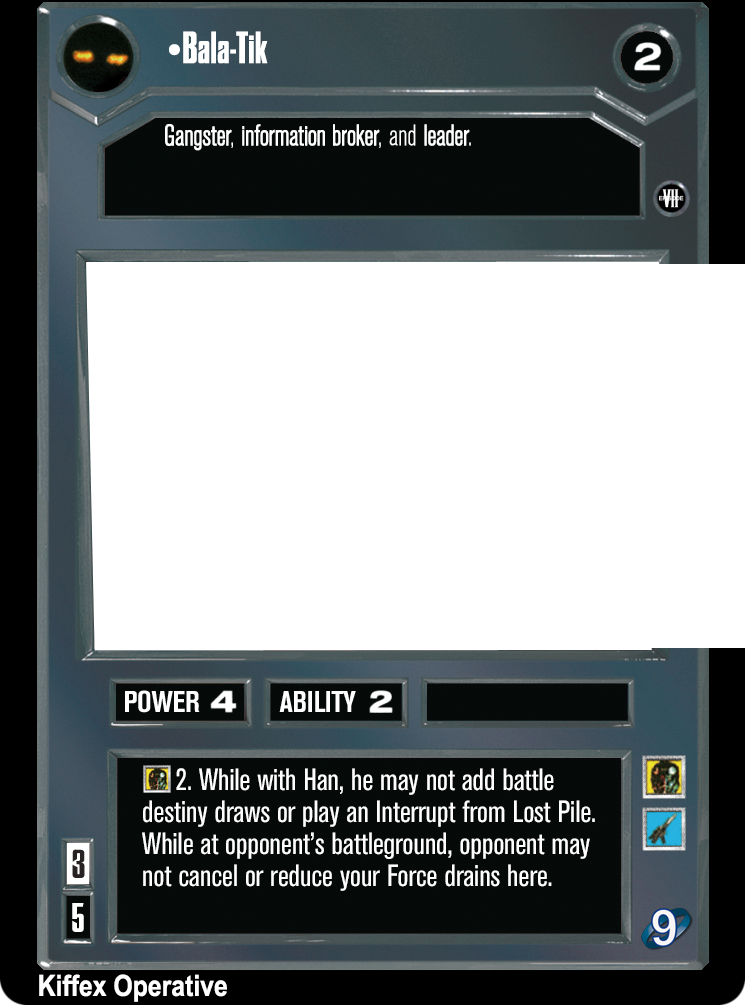 •Bala-Tik
2
Gangster, information broker, and leader.
EPISODE VII
POWER 4
ABILITY 2
2. While with Han, he may not add battle
destiny draws or play an Interrupt from Lost Pile.
While at opponent’s battleground, opponent may
not cancel or reduce your Force drains here.
3
5
9
Kiffex Operative